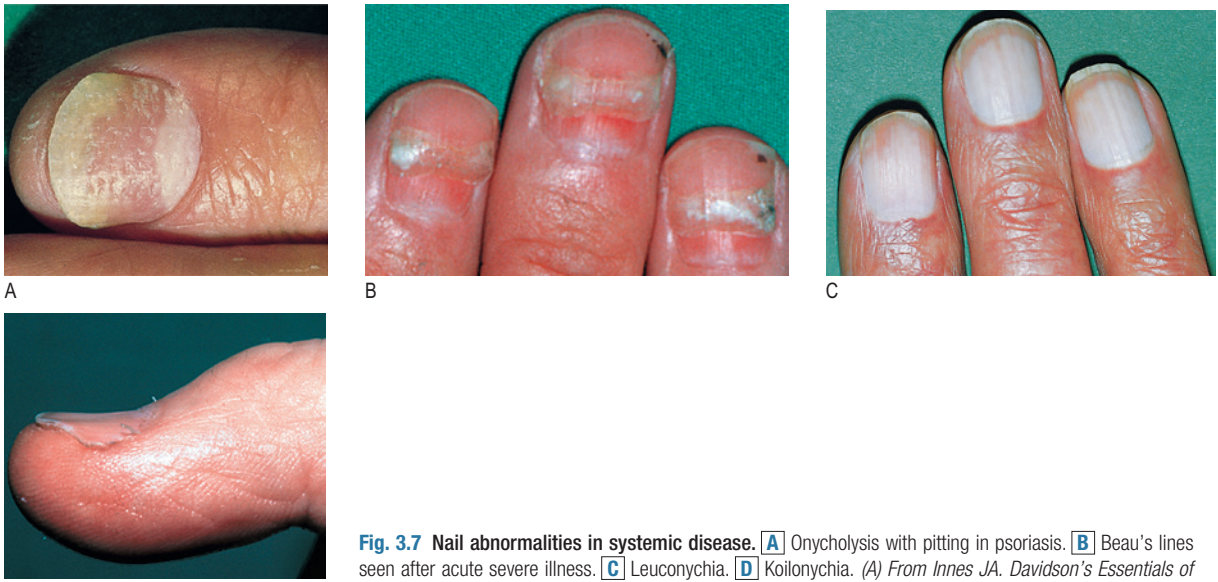 A
B
C
Fig. 3.7 Nail abnormalities in systemic disease. A Onycholysis with pitting in psoriasis. B Beau's lines
seen after acute severe illness. C Leuconychia. D Koilonychia. (A) From Innes JA. Davidson's Essentials of